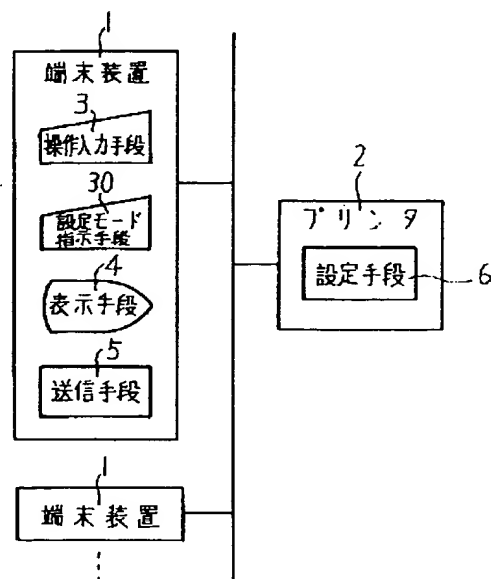 1
端末装置
3
操作入力手段
30
設定モード
指示手段
4
表示手段
5
送信手段
1
端末装置
2
プリンタ
設定手段
6